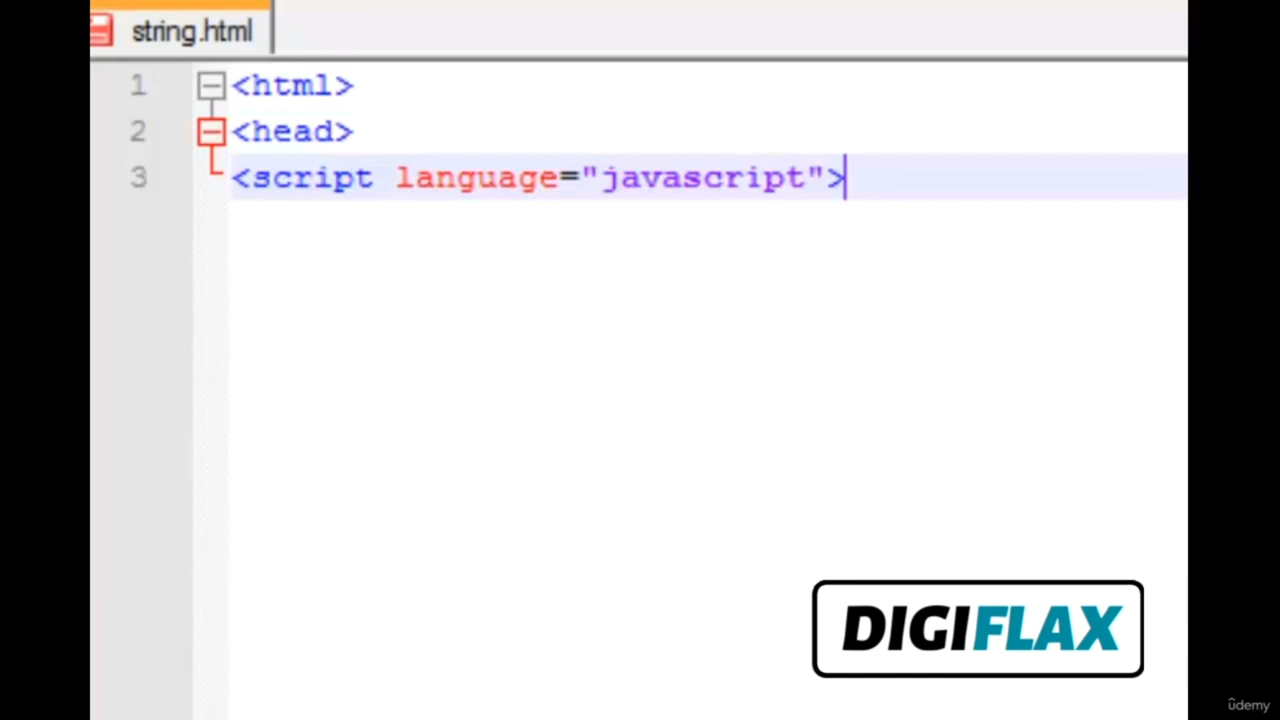 string.html
1 <html>
2 <head>
3 <script language="javascript">
DIGIFLAX
ûdemy